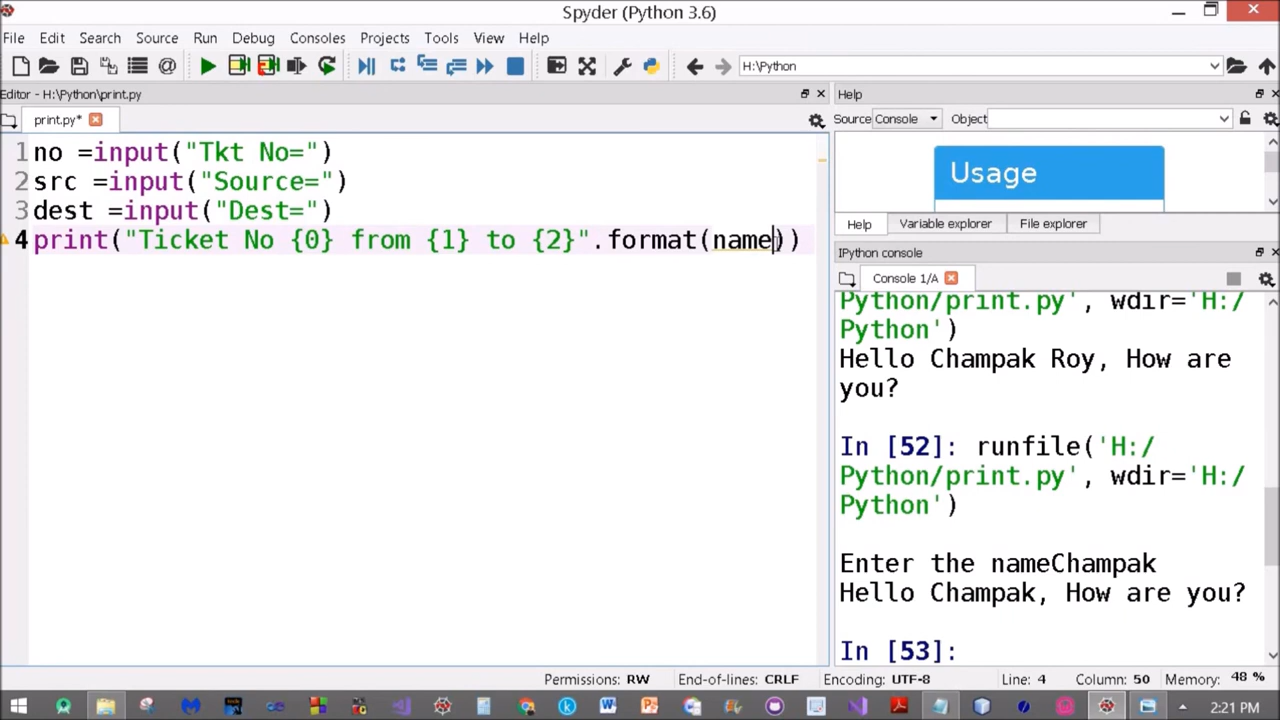 Spyder (Python 3.6)
File Edit Search Source Run Debug Consoles Projects Tools View Help
H:\Python
Editor - H:\Python\print.py
print.py*
1 no =input("Tkt No=")
2 src =input("Source=")
3 dest =input("Dest=")
4 print("Ticket No {0} from {1} to {2}".format(name))
Help
Source Console Object
Usage
Help Variable explorer File explorer
IPython console
Console 1/A
Python/print.py', wdir='H:/
Python')
Hello Champak Roy, How are
you?
In [52]: runfile('H:/
Python/print.py', wdir='H:/
Python')
Enter the nameChampak
Hello Champak, How are you?
In [53]:
Permissions: RW End-of-lines: CRLF Encoding: UTF-8 Line: 4 Column: 50 Memory: 48 %
2:21 PM